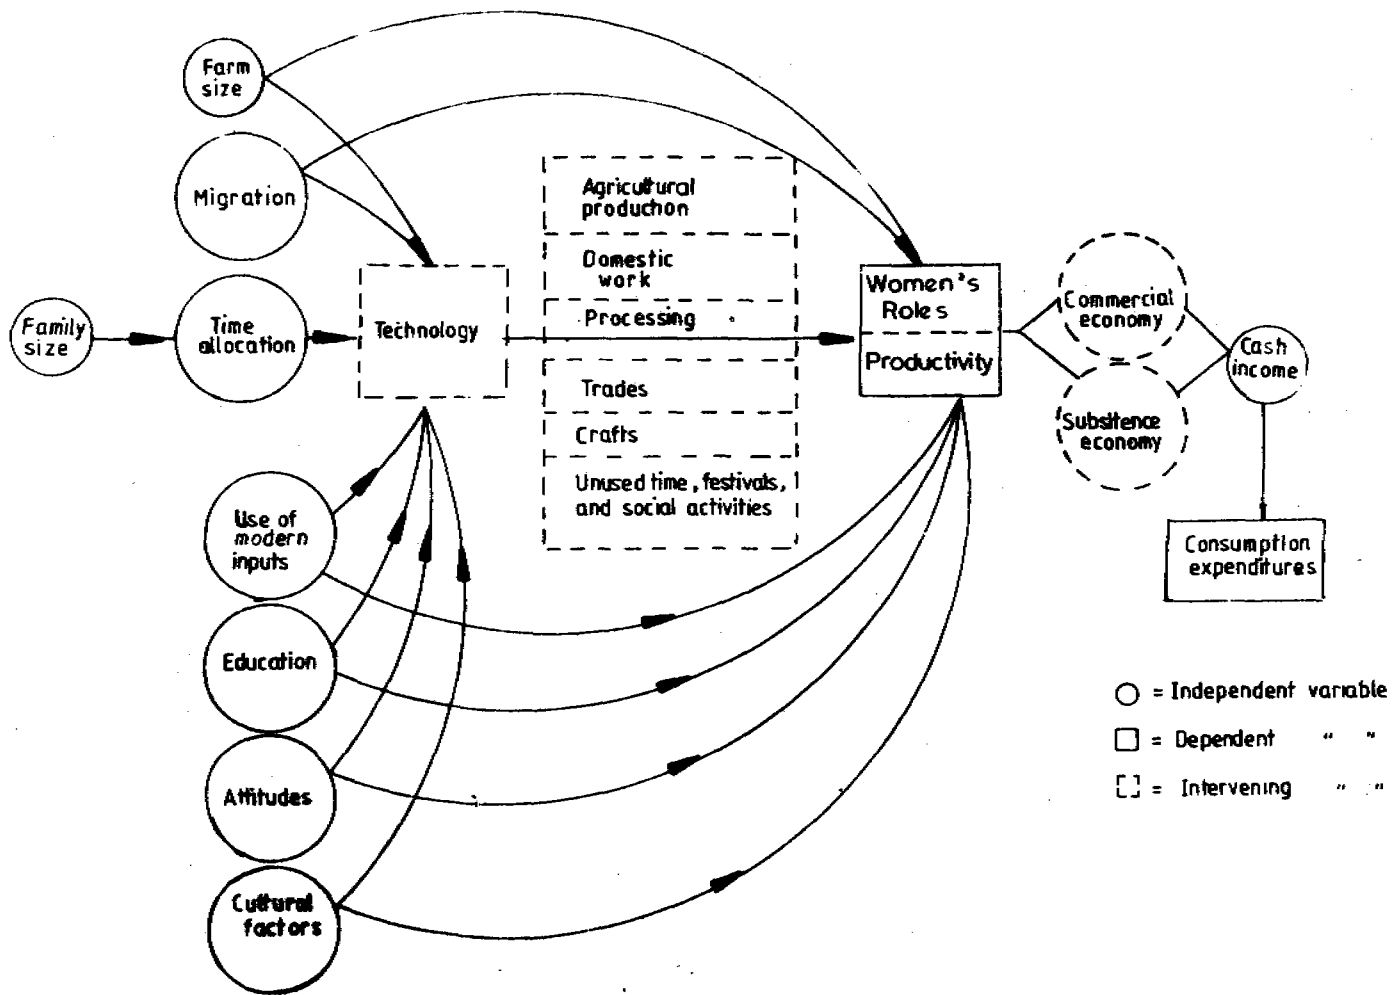 Farm
size
Migration
Family
size
Time
allocation
Technology
Agricultural
production
Domestic
work
Processing
Trades
Crafts
Unused time, festivals,
and social activities
Women's
Roles
Productivity
Commercial
economy
Subsitence
economy
Cash
income
Consumption
expenditures
Use of
modern
inputs
Education
Attitudes
Cultural
factors
= Independent variable
= Dependent " "
= Intervening " "